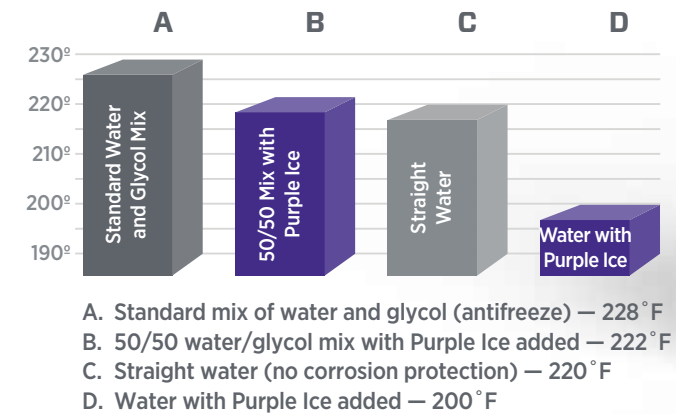 A B C D
230º
220º
210º
200º
190º
Standard Water
and Glycol Mix
50/50 Mix with
Purple Ice
Straight
Water
Water with
Purple Ice
A. Standard mix of water and glycol (antifreeze) — 228˚F
B. 50/50 water/glycol mix with Purple Ice added — 222˚F
C. Straight water (no corrosion protection) — 220˚F
D. Water with Purple Ice added — 200˚F